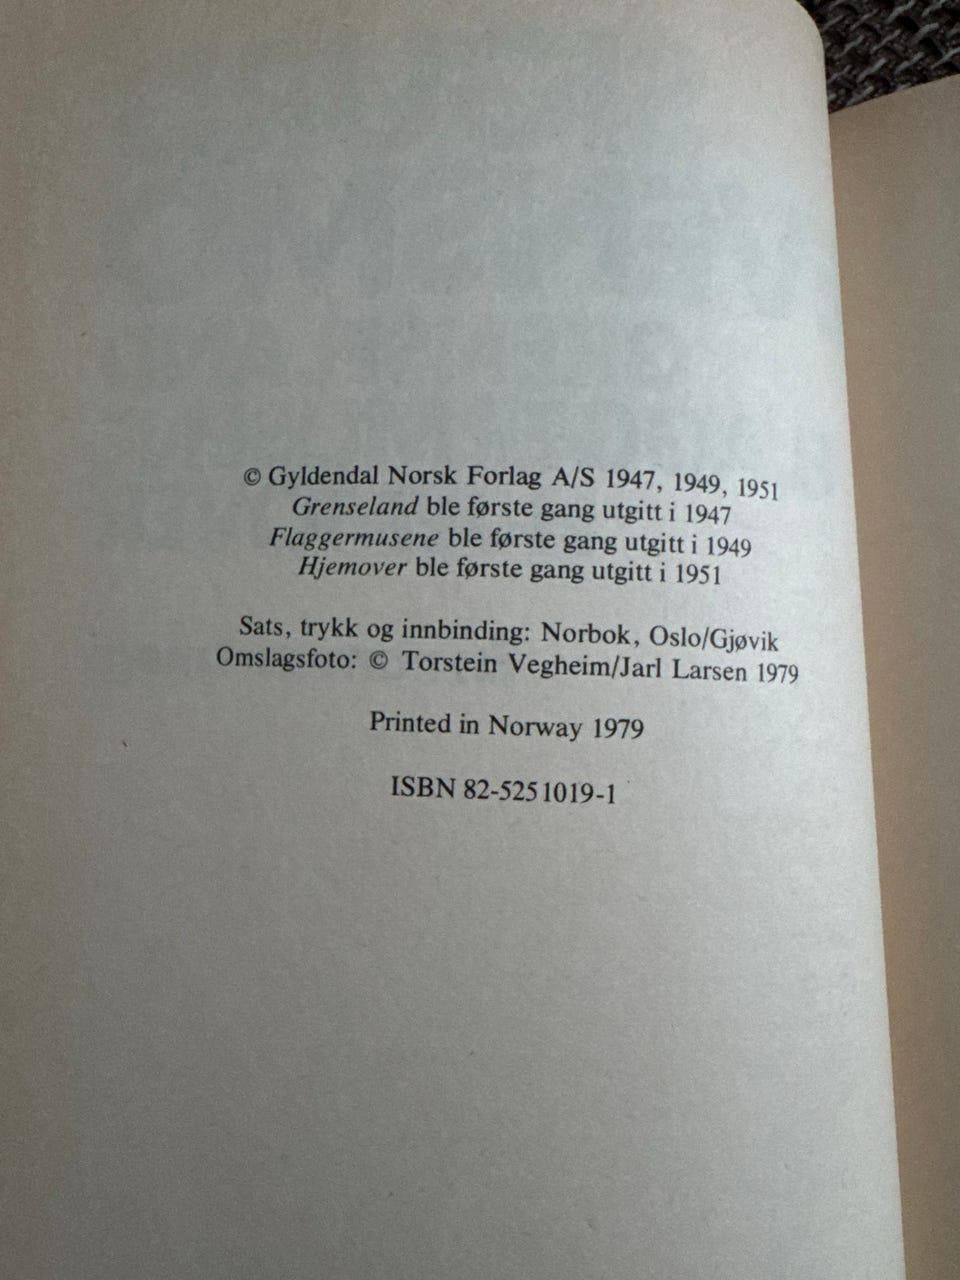 © Gyldendal Norsk Forlag A/S 1947, 1949, 1951
Grenseland ble første gang utgitt i 1947
Flaggermusene ble første gang utgitt i 1949
Hjemover ble første gang utgitt i 1951
Sats, trykk og innbinding: Norbok, Oslo/Gjøvik
Omslagsfoto: © Torstein Vegheim/Jarl Larsen 1979
Printed in Norway 1979
ISBN 82-5251019-1